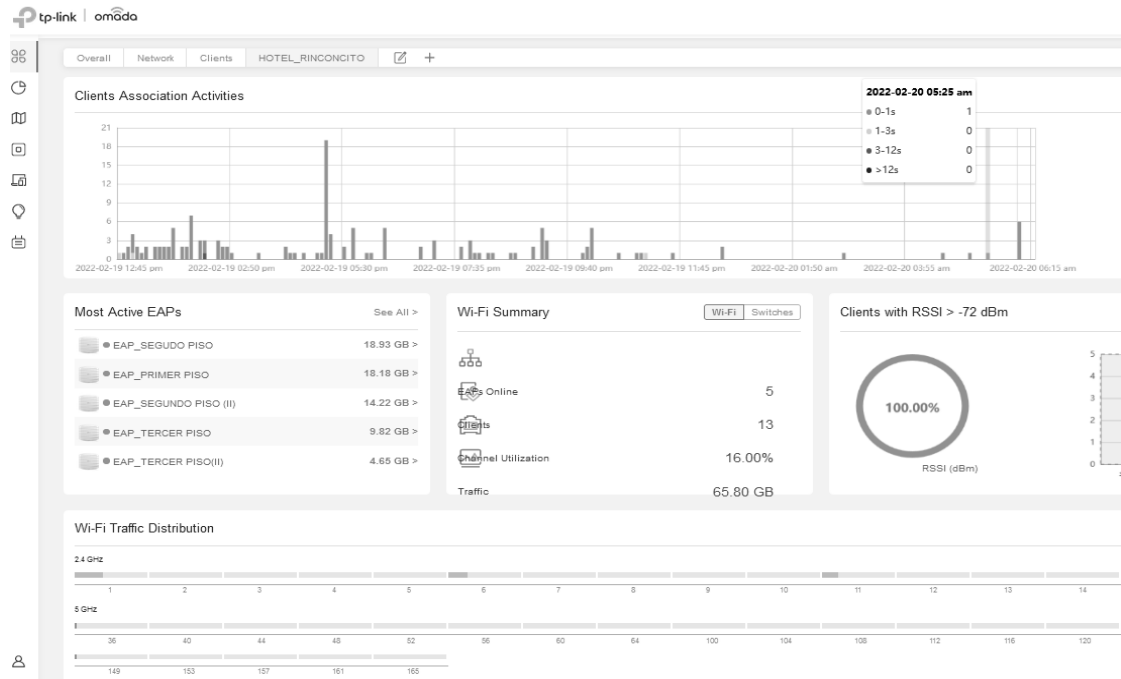 tp-link | omada
Overall Network Clients HOTEL_RINCONCITO
Clients Association Activities
2022-02-20 05:25 am
0-1s 1
1-3s 0
3-12s 0
>12s 0
21
18
15
12
9
6
3
0
2022-02-19 12:45 pm 2022-02-19 02:50 pm 2022-02-19 05:30 pm 2022-02-19 07:35 pm 2022-02-19 09:40 pm 2022-02-19 11:45 pm 2022-02-20 01:50 am 2022-02-20 03:55 am 2022-02-20 06:15 am
Most Active EAPs See All >
EAP_SEGUDO PISO 18.93 GB >
EAP_PRIMER PISO 18.18 GB >
EAP_SEGUNDO PISO (II) 14.22 GB >
EAP_TERCER PISO 9.82 GB >
EAP_TERCER PISO(II) 4.65 GB >
Wi-Fi Summary Wi-Fi Switches
EAPs Online 5
Clients 13
Channel Utilization 16.00%
Traffic 65.80 GB
Clients with RSSI > -72 dBm
100.00%
RSSI (dBm)
5
4
3
2
1
0
Wi-Fi Traffic Distribution
2.4 GHz
1 2 3 4 5 6 7 8 9 10 11 12 13 14
5 GHz
36 40 44 48 52 56 60 64 100 104 108 112 116 120
149 153 157 161 165